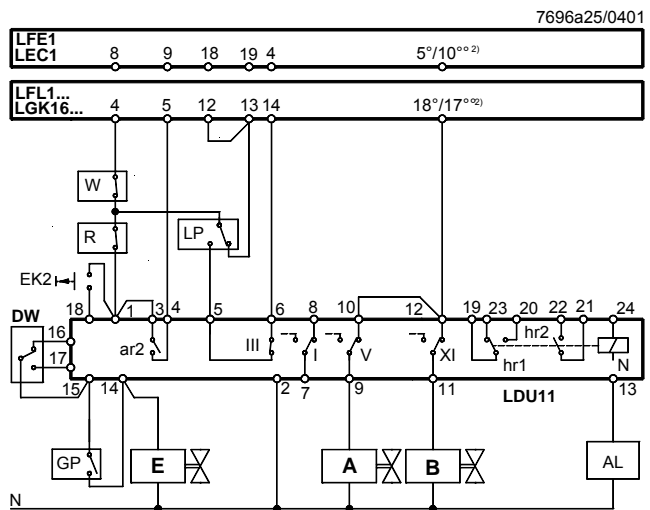 7696a25/0401
LFE1
LEC1
8 9 18 19 4 5°/10°° 2)
LFL1...
LGK16...
4 5 12 13 14 18°/17°° 2)
W
R
LP
EK2
18 1 3 4 5 6 8 10 12 19 23 20 22 21 24
DW
16
17
ar2
III
I
V
XI
hr1
hr2
N
15 14 2 7 9 11 LDU11 13
GP
E
A
B
AL
N